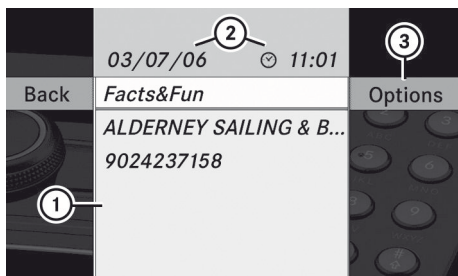 2
3
03/07/06 11:01
Back Facts&Fun Options
ALDERNEY SAILING & B...
9024237158
1